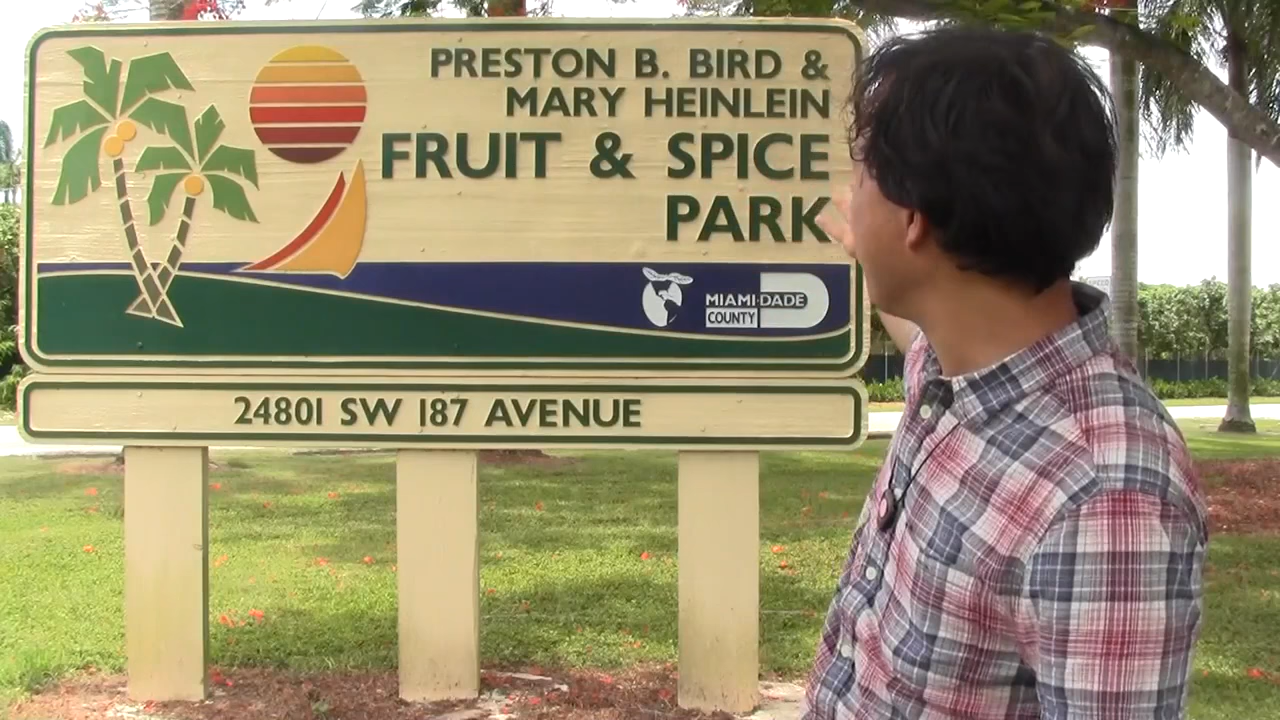 PRESTON B. BIRD &
MARY HEINLEIN
FRUIT & SPICE
PARK
MIAMI-DADE
COUNTY
24801 SW 187 AVENUE